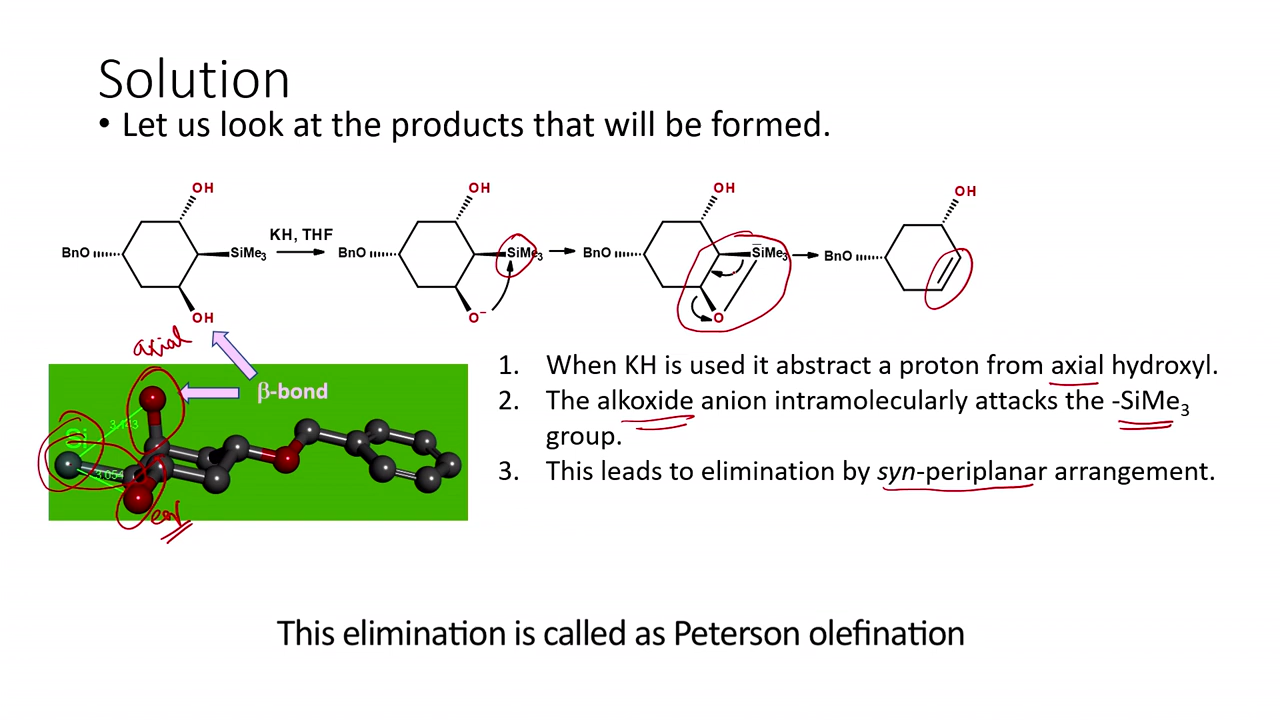 Solution
• Let us look at the products that will be formed.
OH OH OH OH
KH, THF
BnO SiMe3 BnO SiMe3 BnO SiMe3 BnO
OH O− O
axial
β-bond
Si
3.054
1. When KH is used it abstract a proton from axial hydroxyl.
2. The alkoxide anion intramolecularly attacks the -SiMe3
group.
3. This leads to elimination by syn-periplanar arrangement.
This elimination is called as Peterson olefination